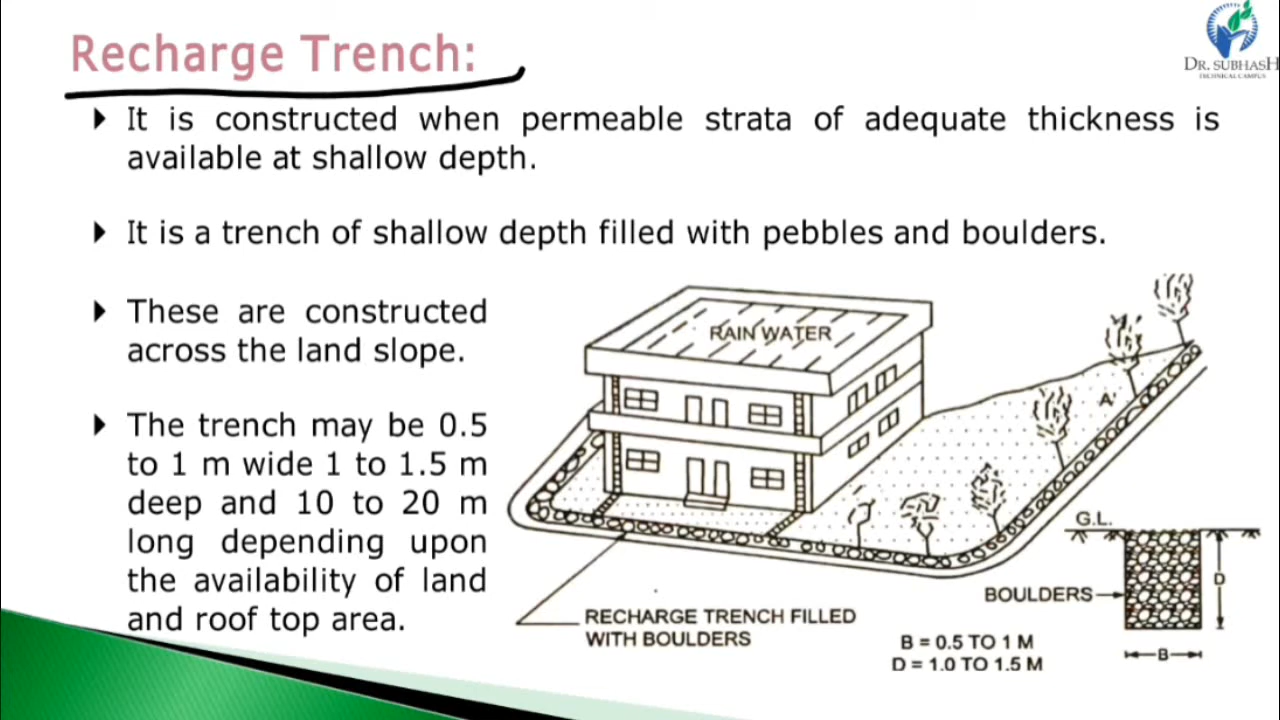 Recharge Trench:
DR. SUBHASH
TECHNICAL CAMPUS
It is constructed when permeable strata of adequate thickness is
available at shallow depth.
It is a trench of shallow depth filled with pebbles and boulders.
These are constructed
across the land slope.
The trench may be 0.5
to 1 m wide 1 to 1.5 m
deep and 10 to 20 m
long depending upon
the availability of land
and roof top area.
RAIN WATER
A'
G.L.
BOULDERS
D
B
RECHARGE TRENCH FILLED
WITH BOULDERS
B = 0.5 TO 1 M
D = 1.0 TO 1.5 M